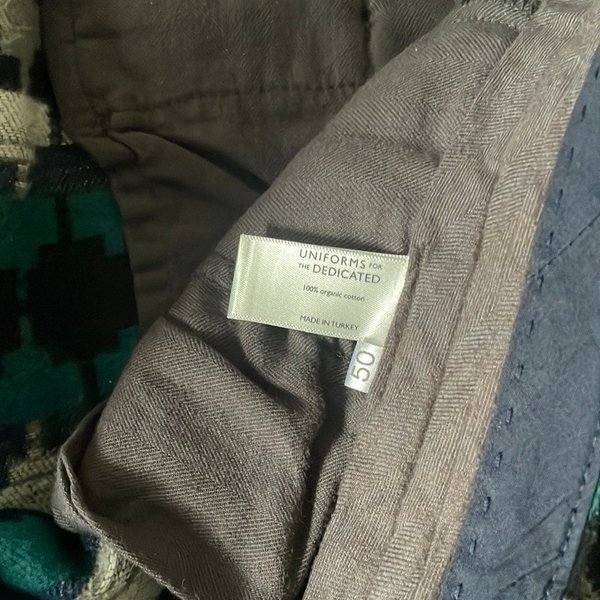 UNIFORMS FOR
THE DEDICATED
100% organic cotton
MADE IN TURKEY
50